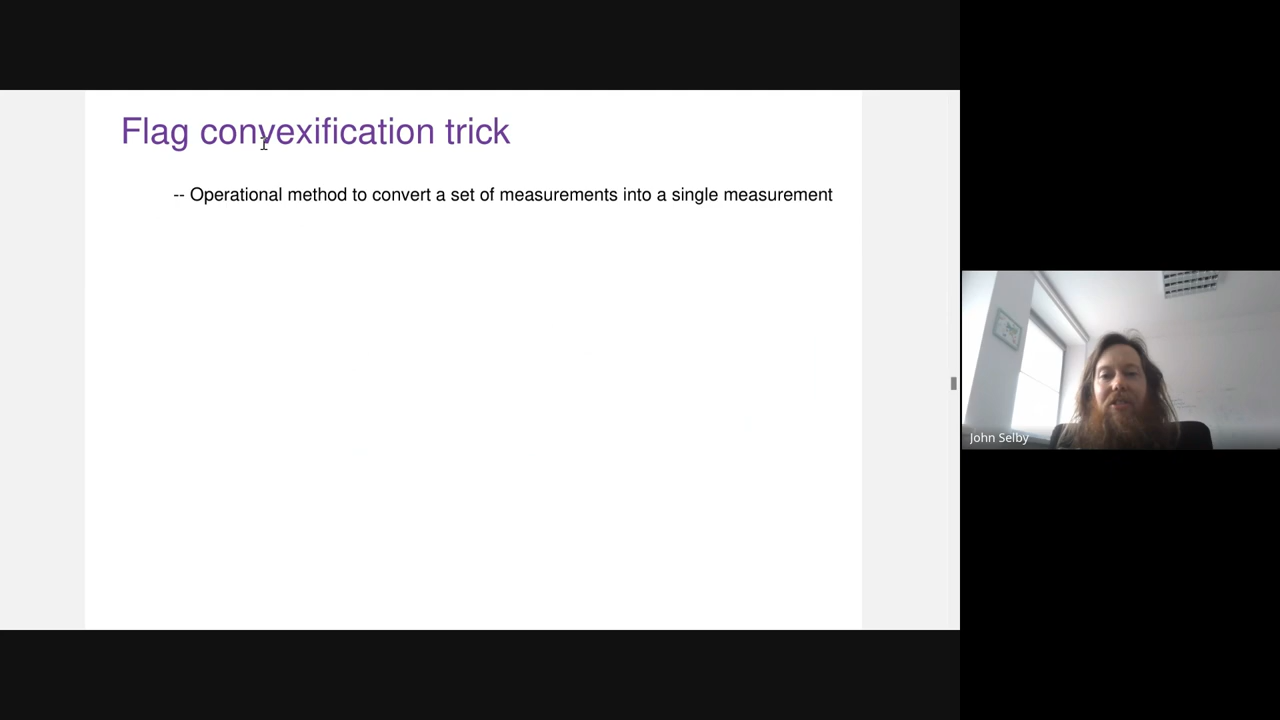 Flag convexification trick
-- Operational method to convert a set of measurements into a single measurement
John Selby